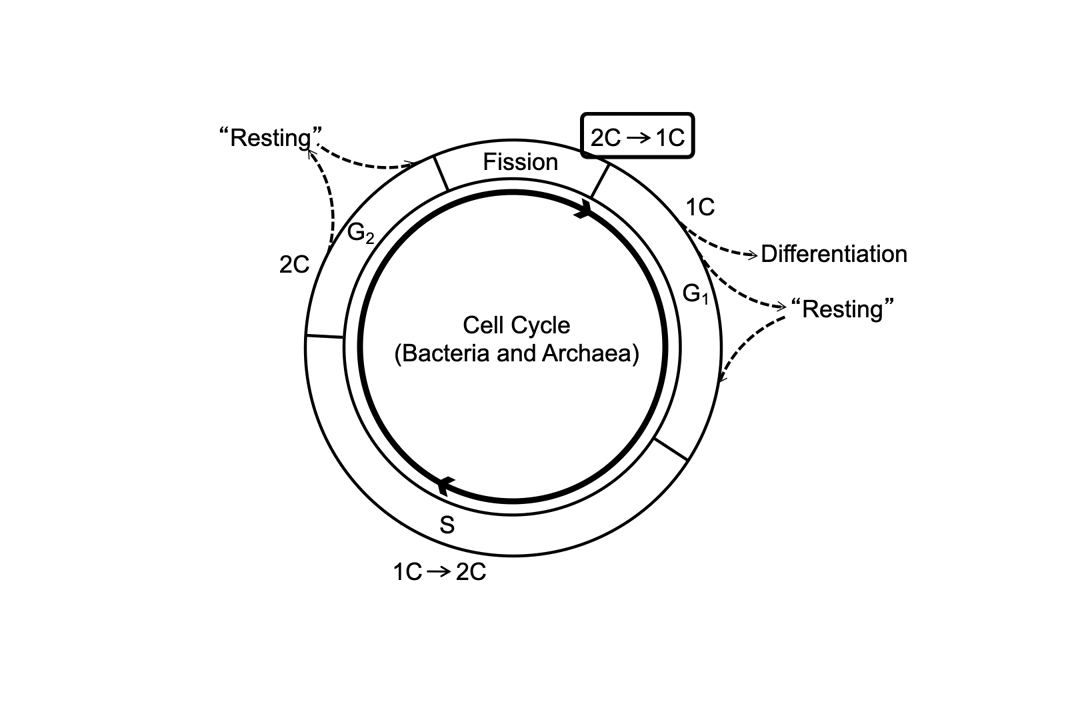 2C → 1C
“Resting”
Fission
1C
G₂
Differentiation
2C
G₁
“Resting”
Cell Cycle
(Bacteria and Archaea)
S
1C → 2C